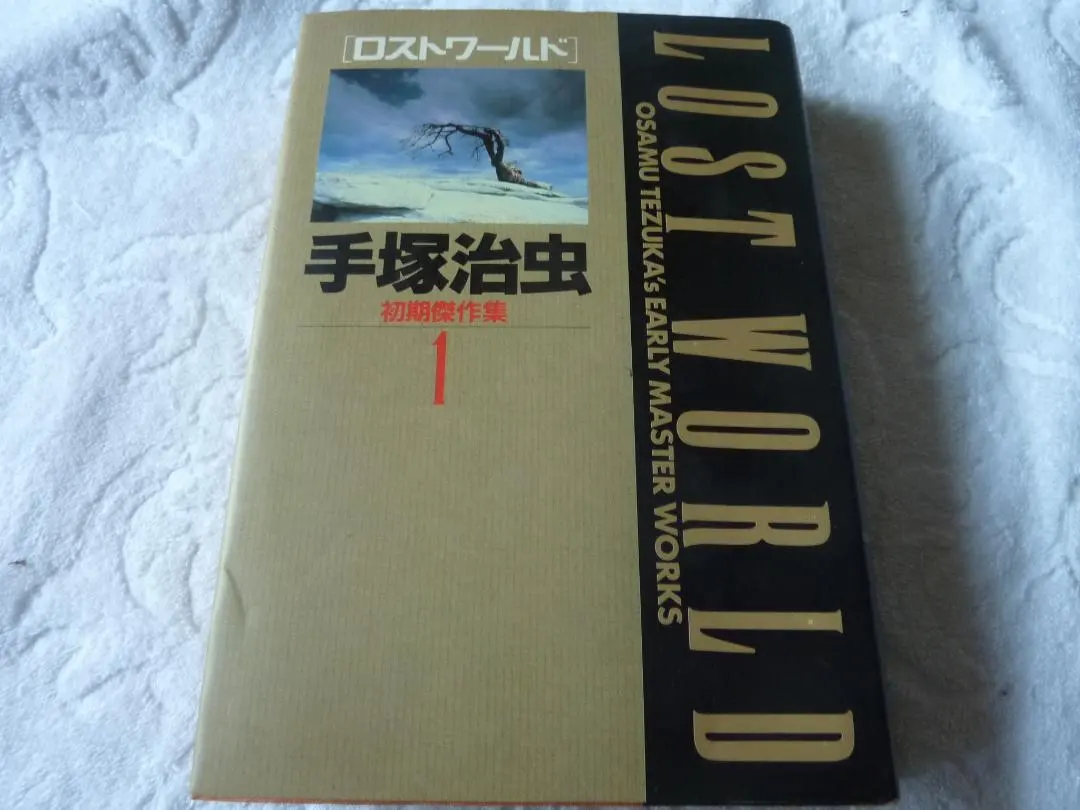 [ロストワールド]
手塚治虫
初期傑作集
1
LOST WORLD
OSAMU TEZUKA's EARLY MASTER WORKS